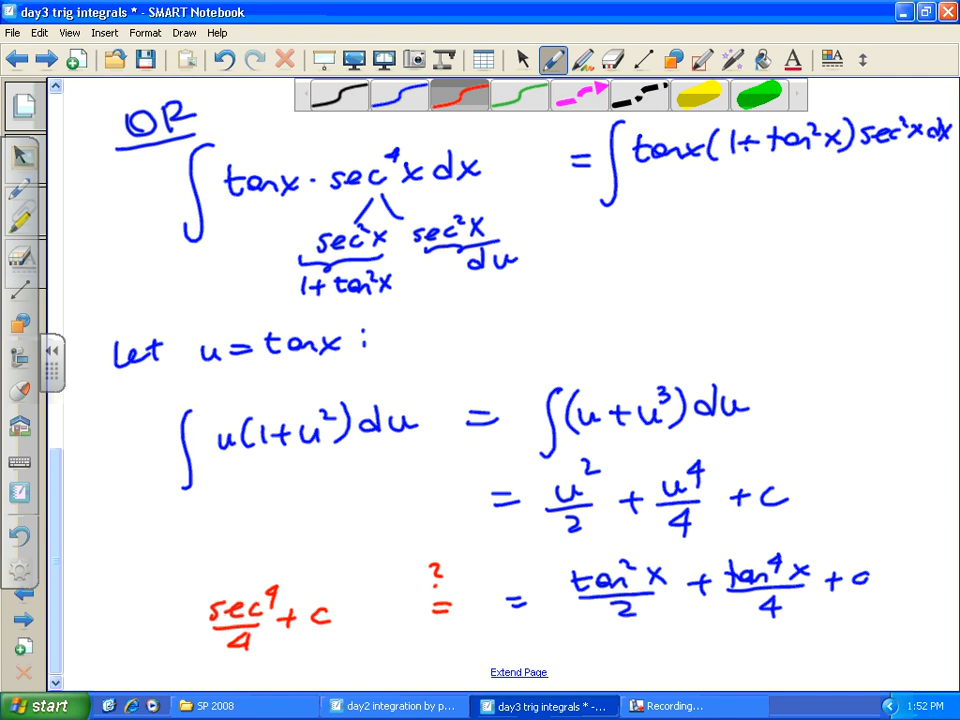 day3 trig integrals * - SMART Notebook
File Edit View Insert Format Draw Help
OR
∫ tanx · sec⁴x dx = ∫ tanx (1 + tan²x) sec²x dx
sec²x sec²x
1 + tan²x du
Let u = tanx :
∫ u(1+u²) du = ∫ (u + u³) du
= u²/2 + u⁴/4 + c
sec⁴/4 + c ?= = tan²x/2 + tan⁴x/4 + c
Extend Page
start SP 2008 day2 integration by p... day3 trig integrals * -... Recording... 1:52 PM